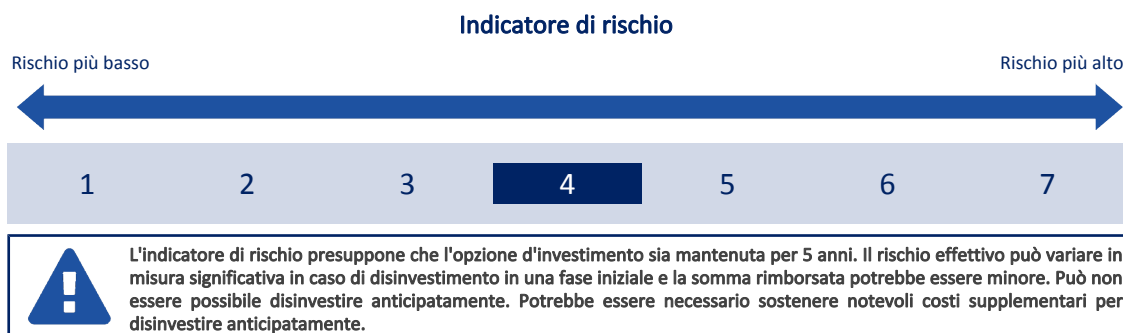 Indicatore di rischio
Rischio più basso
Rischio più alto
1 2 3 4 5 6 7
L'indicatore di rischio presuppone che l'opzione d'investimento sia mantenuta per 5 anni. Il rischio effettivo può variare in
misura significativa in caso di disinvestimento in una fase iniziale e la somma rimborsata potrebbe essere minore. Può non
essere possibile disinvestire anticipatamente. Potrebbe essere necessario sostenere notevoli costi supplementari per
disinvestire anticipatamente.